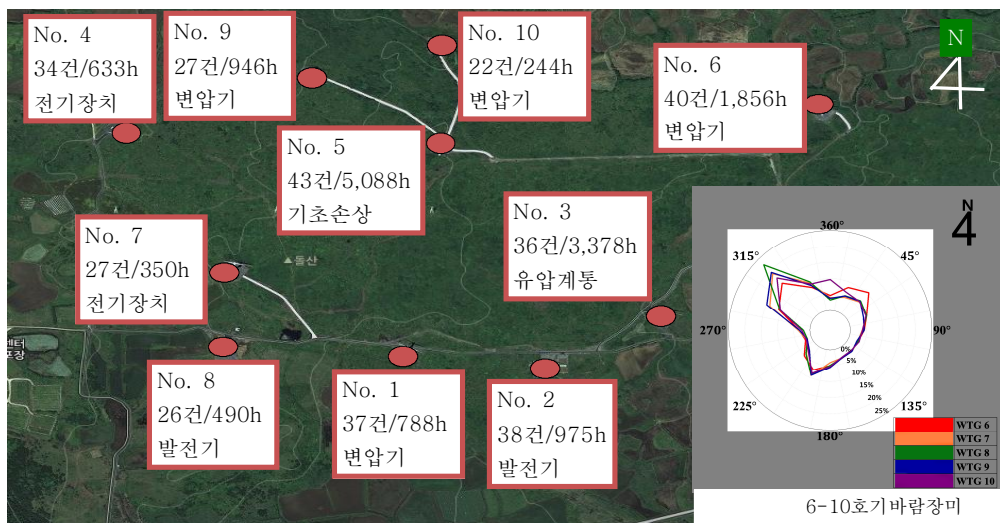 No. 4
34건/633h
전기장치
No. 9
27건/946h
변압기
No. 10
22건/244h
변압기
No. 6
40건/1,856h
변압기
N
No. 5
43건/5,088h
기초손상
No. 3
36건/3,378h
유압계통
No. 7
27건/350h
전기장치
▲돌산
센터
포장
No. 8
26건/490h
발전기
No. 1
37건/788h
변압기
No. 2
38건/975h
발전기
N
360°
315°
45°
270°
90°
0%
5%
10%
15%
20%
25%
225°
135°
180°
WTG 6
WTG 7
WTG 8
WTG 9
WTG 10
6-10호기바람장미